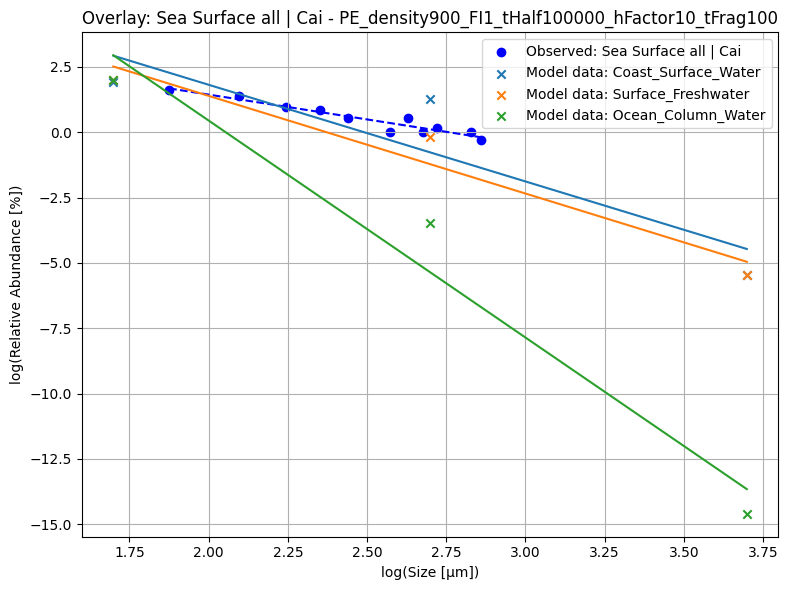 Overlay: Sea Surface all | Cai - PE_density900_FI1_tHalf100000_hFactor10_tFrag100
Observed: Sea Surface all | Cai
Model data: Coast_Surface_Water
Model data: Surface_Freshwater
Model data: Ocean_Column_Water
log(Relative Abundance [%])
2.5
0.0
−2.5
−5.0
−7.5
−10.0
−12.5
−15.0
1.75 2.00 2.25 2.50 2.75 3.00 3.25 3.50 3.75
log(Size [µm])